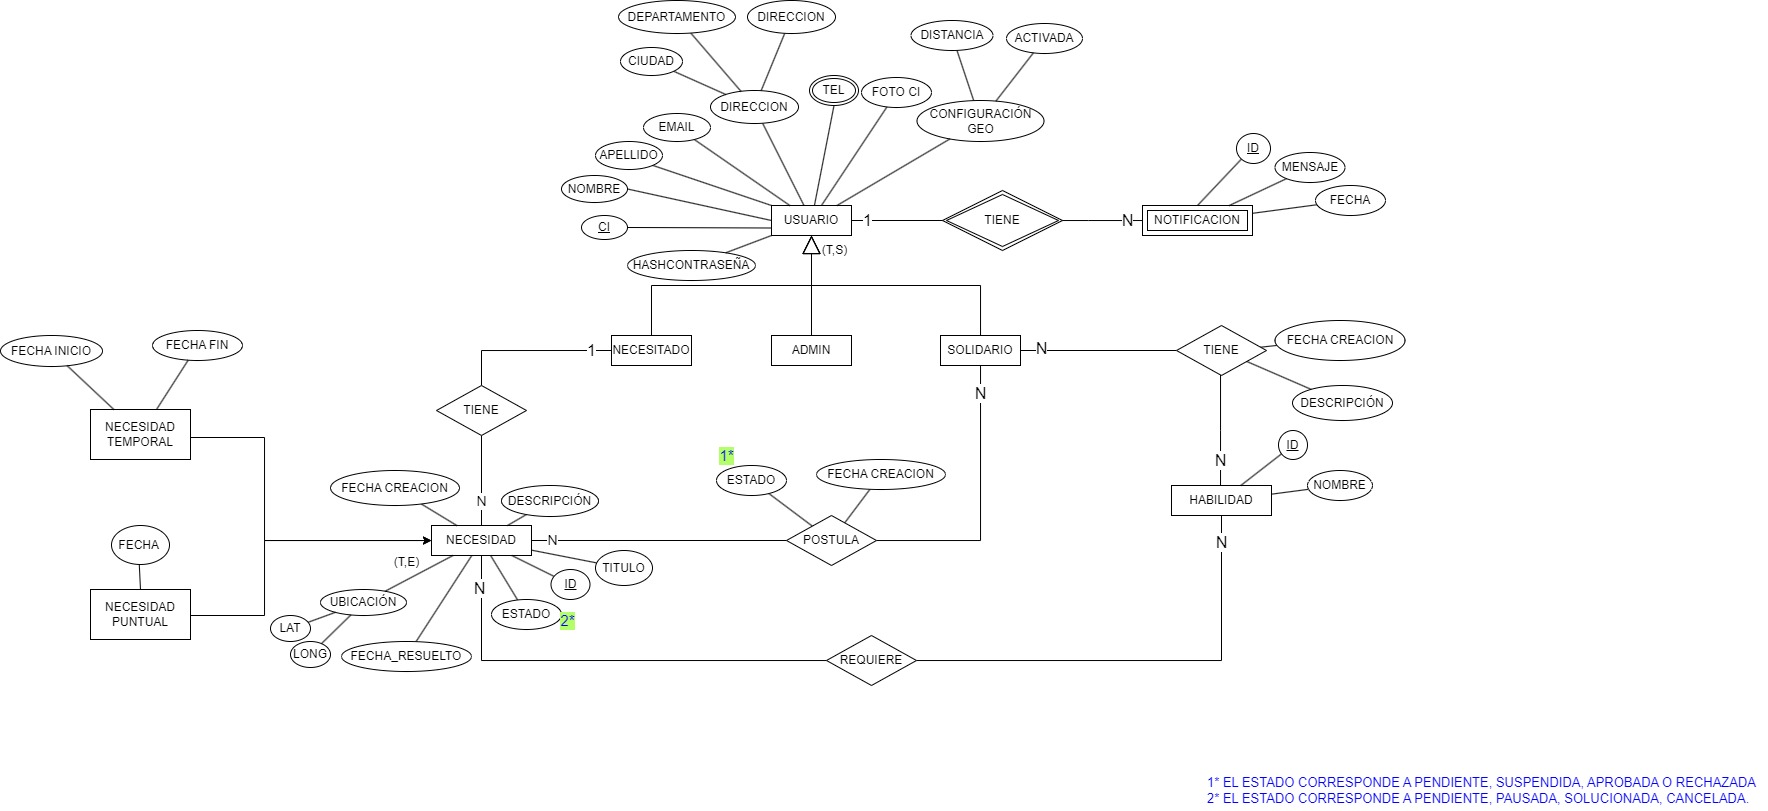 DEPARTAMENTO
DIRECCION
DISTANCIA
ACTIVADA
CIUDAD
TEL
FOTO CI
DIRECCION
CONFIGURACIÓN
GEO
EMAIL
APELLIDO
ID
MENSAJE
NOMBRE
FECHA
CI
USUARIO
1
TIENE
N
NOTIFICACION
(T,S)
HASHCONTRASEÑA
FECHA INICIO
FECHA FIN
1
NECESITADO
ADMIN
SOLIDARIO
N
TIENE
FECHA CREACION
N
DESCRIPCIÓN
TIENE
NECESIDAD
TEMPORAL
ID
1*
N
ESTADO
FECHA CREACION
HABILIDAD
NOMBRE
FECHA CREACION
DESCRIPCIÓN
N
FECHA
NECESIDAD
N
POSTULA
N
(T,E)
TITULO
ID
N
NECESIDAD
PUNTUAL
UBICACIÓN
ESTADO
2*
LAT
LONG
FECHA_RESUELTO
REQUIERE
1* EL ESTADO CORRESPONDE A PENDIENTE, SUSPENDIDA, APROBADA O RECHAZADA
2* EL ESTADO CORRESPONDE A PENDIENTE, PAUSADA, SOLUCIONADA, CANCELADA.